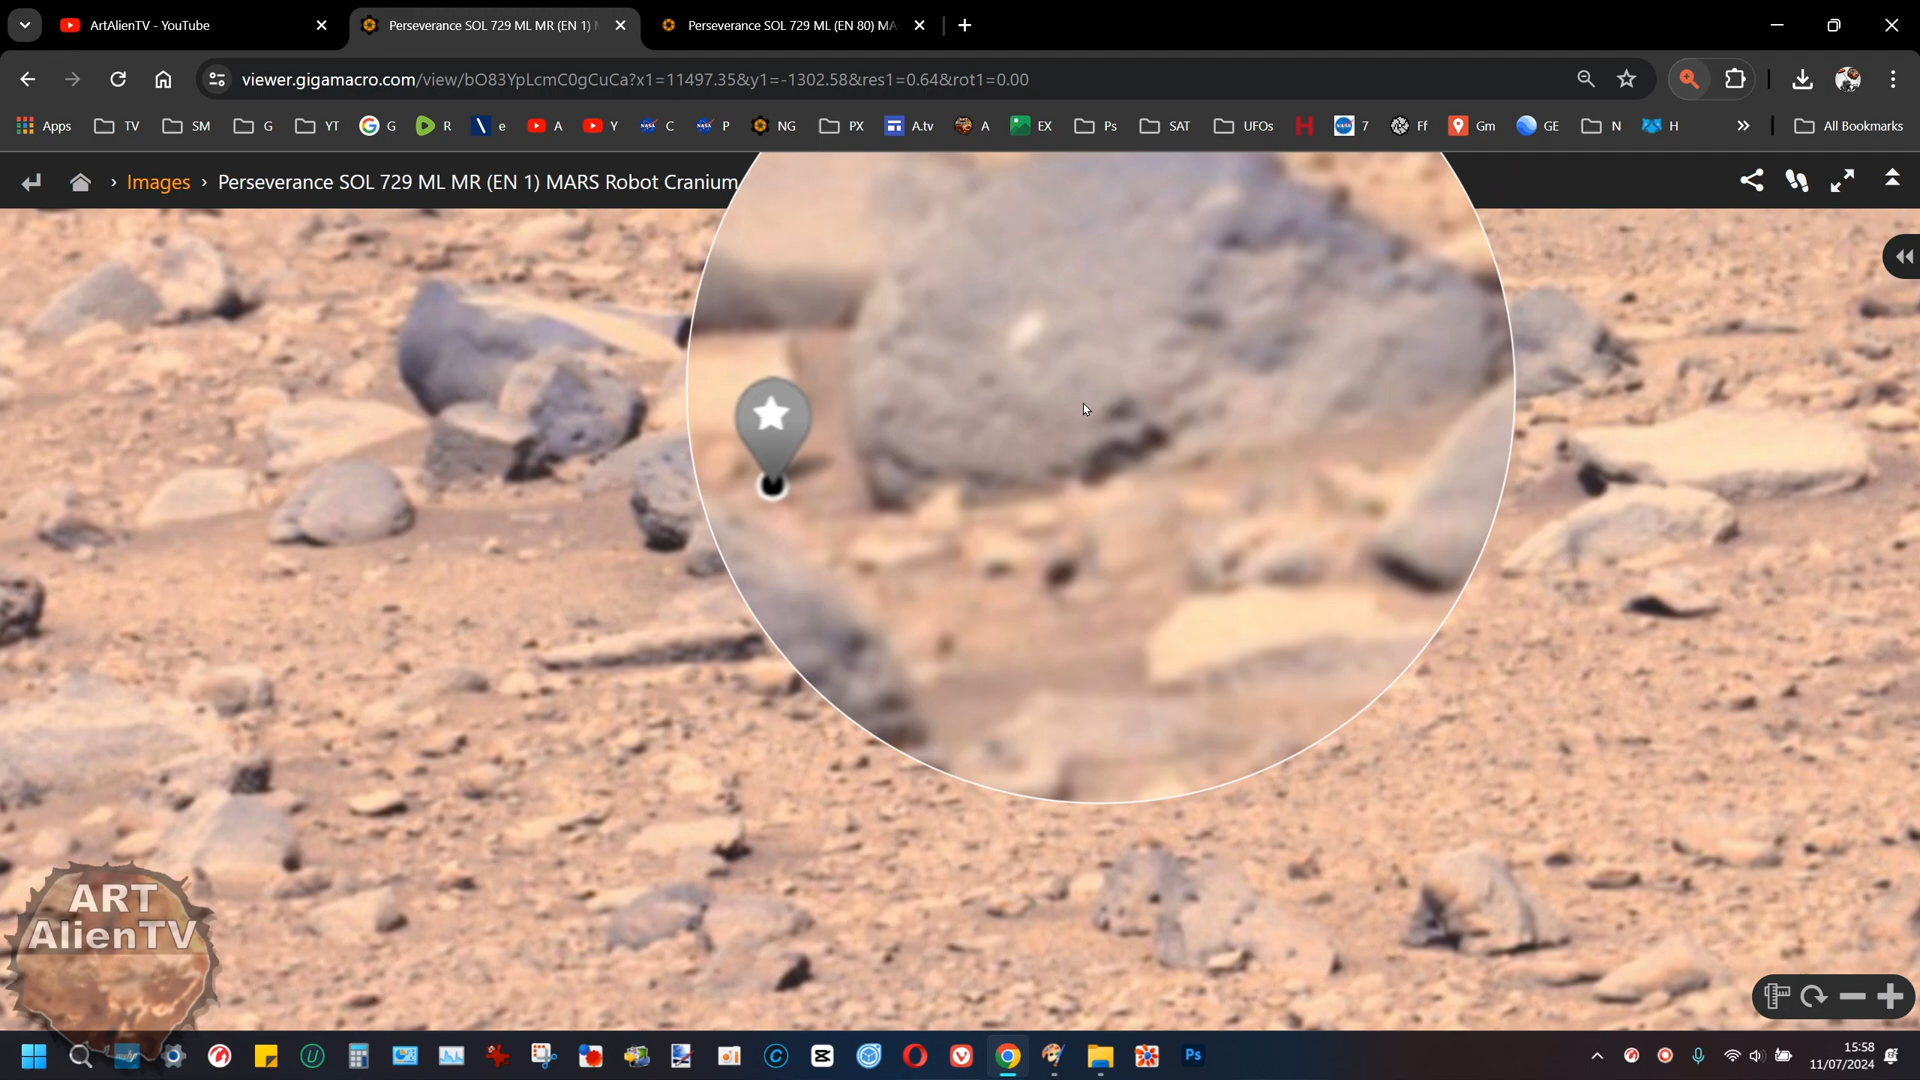 ArtAlienTV - YouTube
Perseverance SOL 729 ML MR (EN 1)
Perseverance SOL 729 ML (EN 80) MA
viewer.gigamacro.com/view/bO83YpLcmC0gCuCa?x1=11497.35&y1=-1302.58&res1=0.64&rot1=0.00
Apps TV SM G YT G R e A Y C P NG PX A.tv A EX Ps SAT UFOs 7 Ff Gm GE N H » All Bookmarks
› Images › Perseverance SOL 729 ML MR (EN 1) MARS Robot Cranium
ART
AlienTV
Ps
15:58
11/07/2024